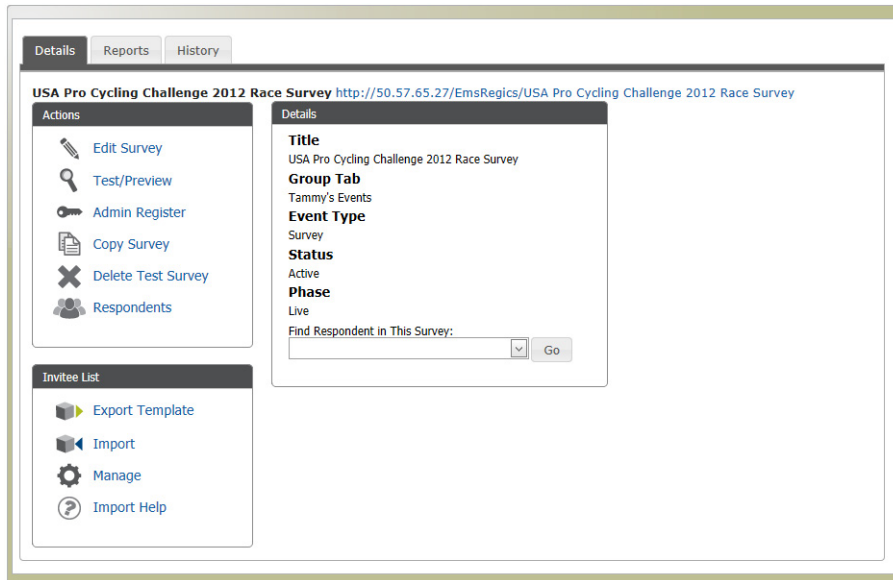 Details
Reports
History
USA Pro Cycling Challenge 2012 Race Survey http://50.57.65.27/EmsRegics/USA Pro Cycling Challenge 2012 Race Survey
Actions
Edit Survey
Test/Preview
Admin Register
Copy Survey
Delete Test Survey
Respondents
Details
Title
USA Pro Cycling Challenge 2012 Race Survey
Group Tab
Tammy's Events
Event Type
Survey
Status
Active
Phase
Live
Find Respondent in This Survey:
Go
Invitee List
Export Template
Import
Manage
Import Help